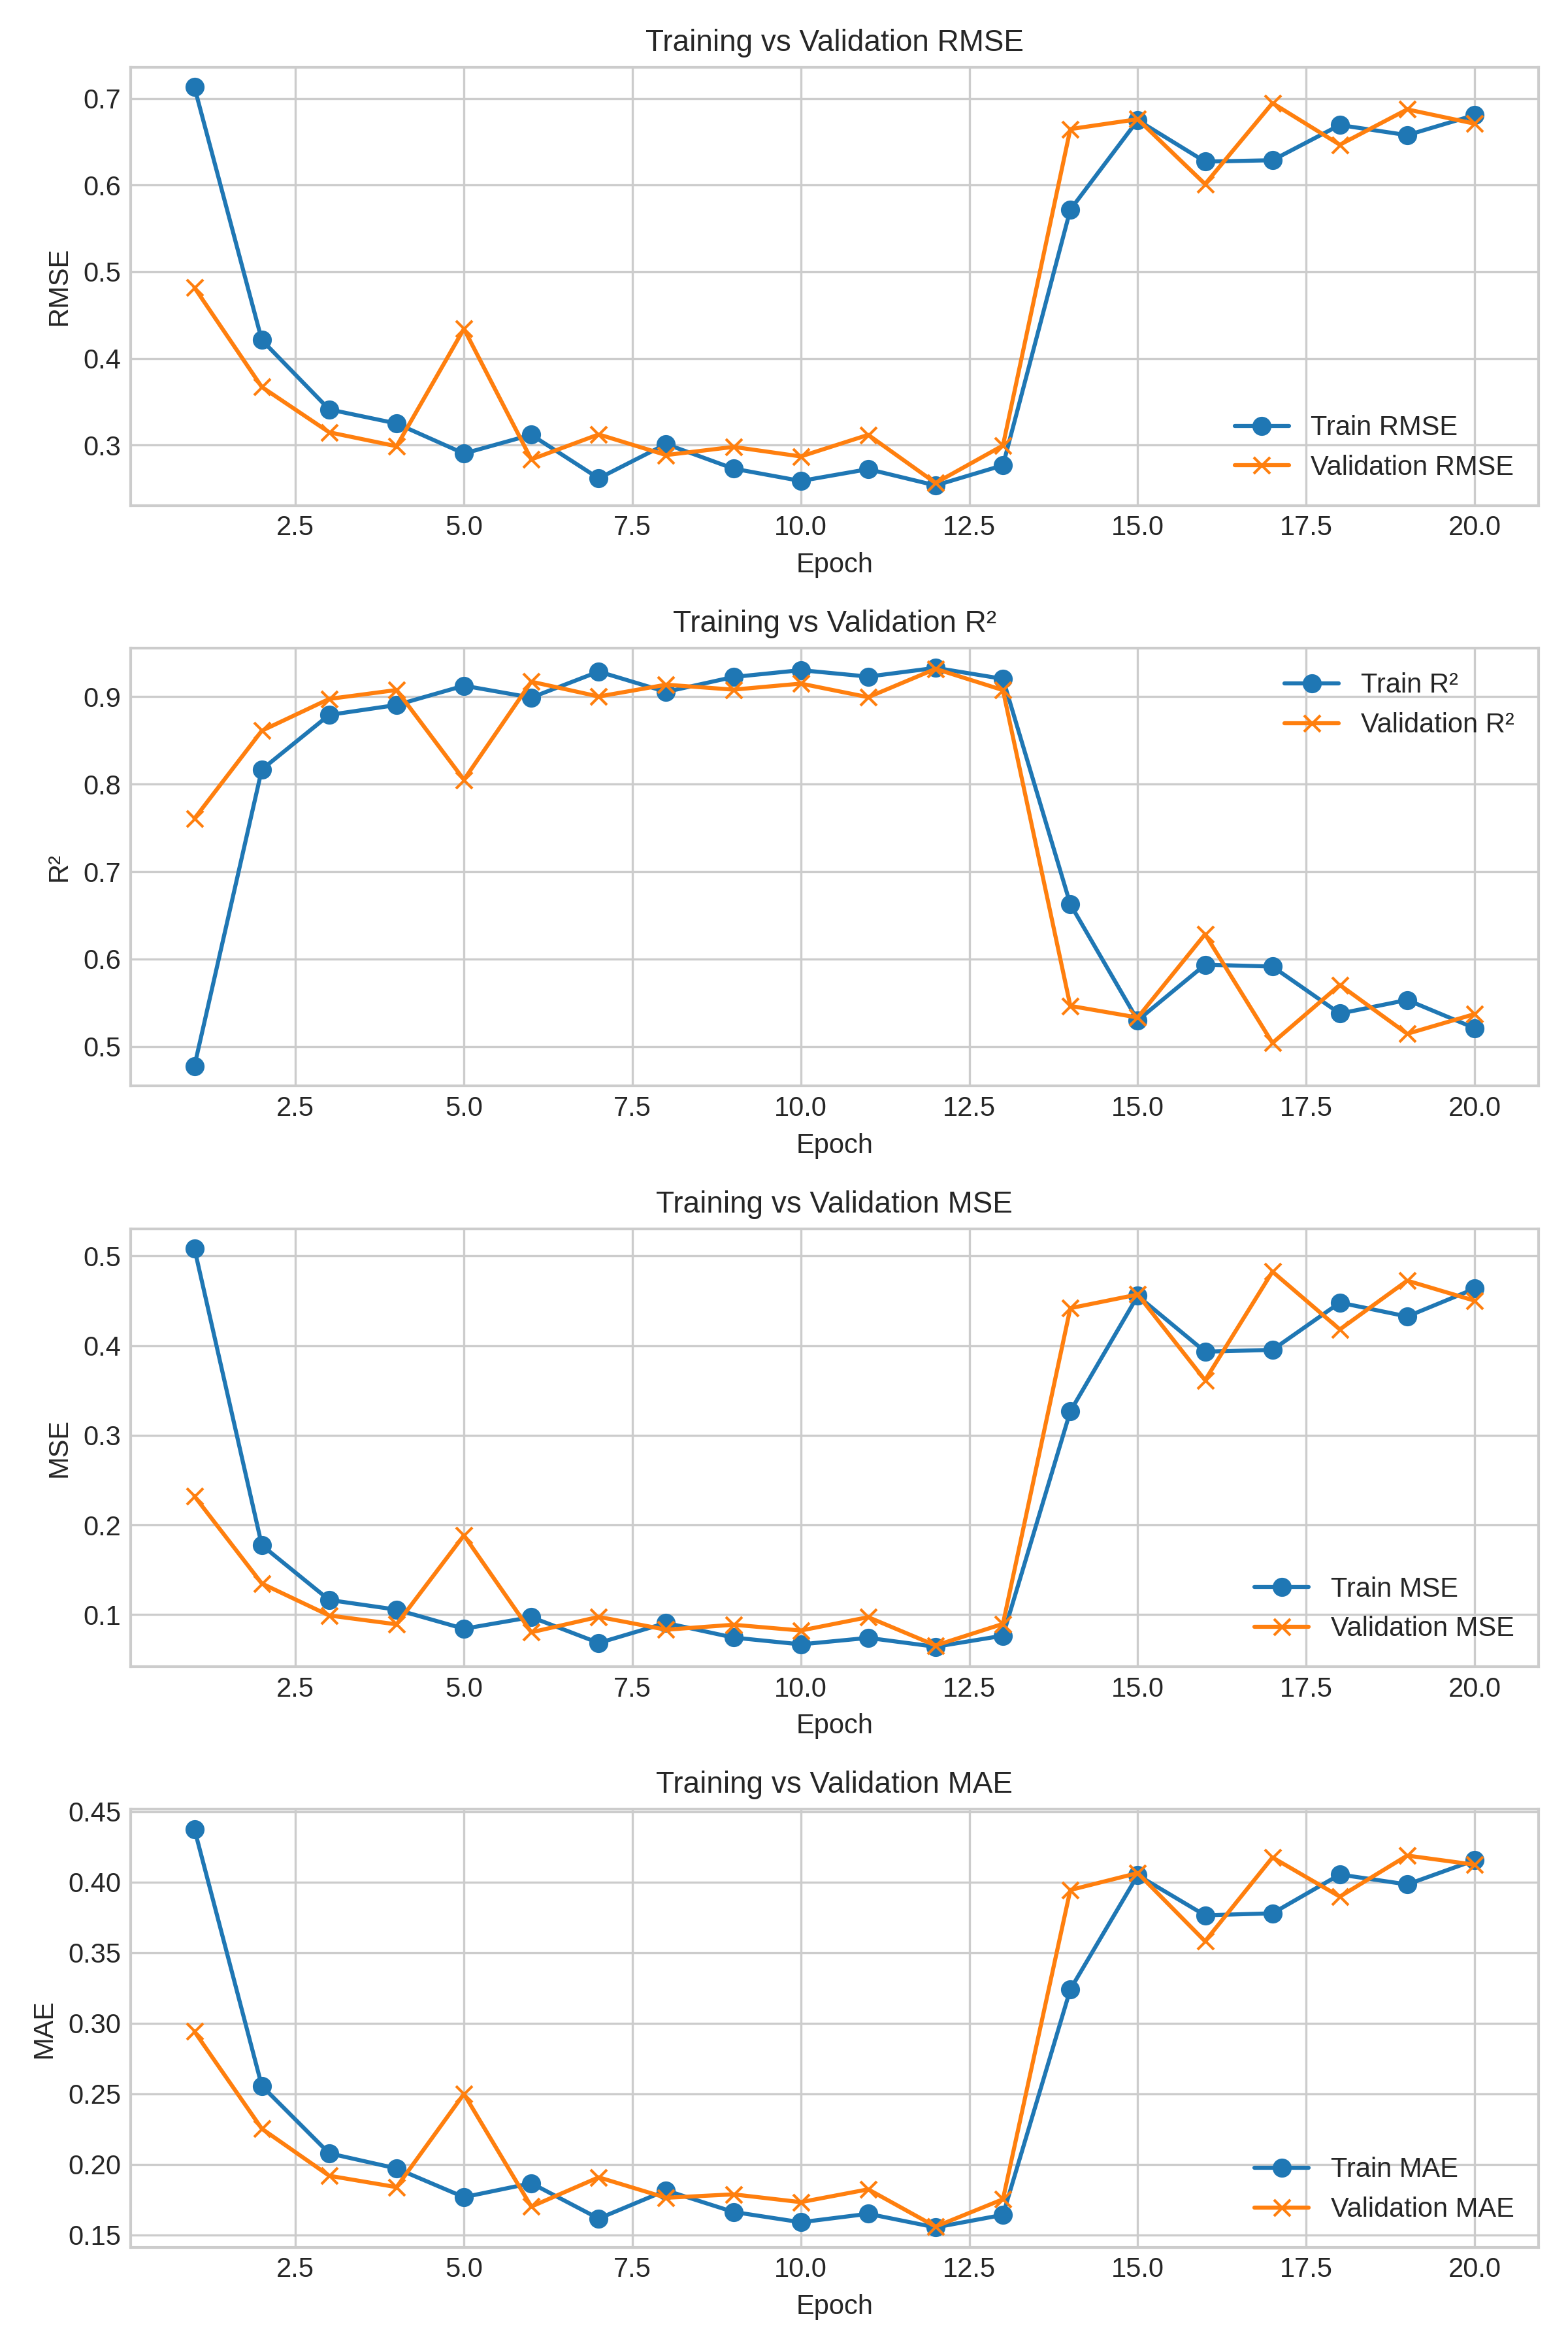 Training vs Validation RMSE
0.7
0.6
0.5
0.4
0.3
RMSE
Train RMSE
Validation RMSE
2.5 5.0 7.5 10.0 12.5 15.0 17.5 20.0
Epoch
Training vs Validation R²
0.9
0.8
0.7
0.6
0.5
R²
Train R²
Validation R²
2.5 5.0 7.5 10.0 12.5 15.0 17.5 20.0
Epoch
Training vs Validation MSE
0.5
0.4
0.3
0.2
0.1
MSE
Train MSE
Validation MSE
2.5 5.0 7.5 10.0 12.5 15.0 17.5 20.0
Epoch
Training vs Validation MAE
0.45
0.40
0.35
0.30
0.25
0.20
0.15
MAE
Train MAE
Validation MAE
2.5 5.0 7.5 10.0 12.5 15.0 17.5 20.0
Epoch